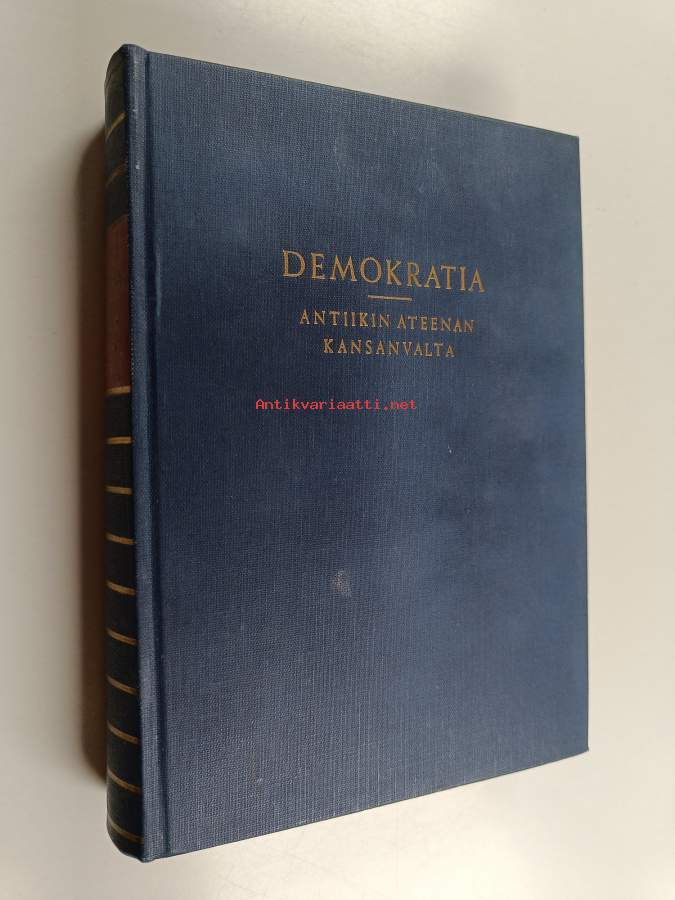 DEMOKRATIA
ANTIIKIN ATEENAN
KANSANVALTA
Antikvariaatti.net